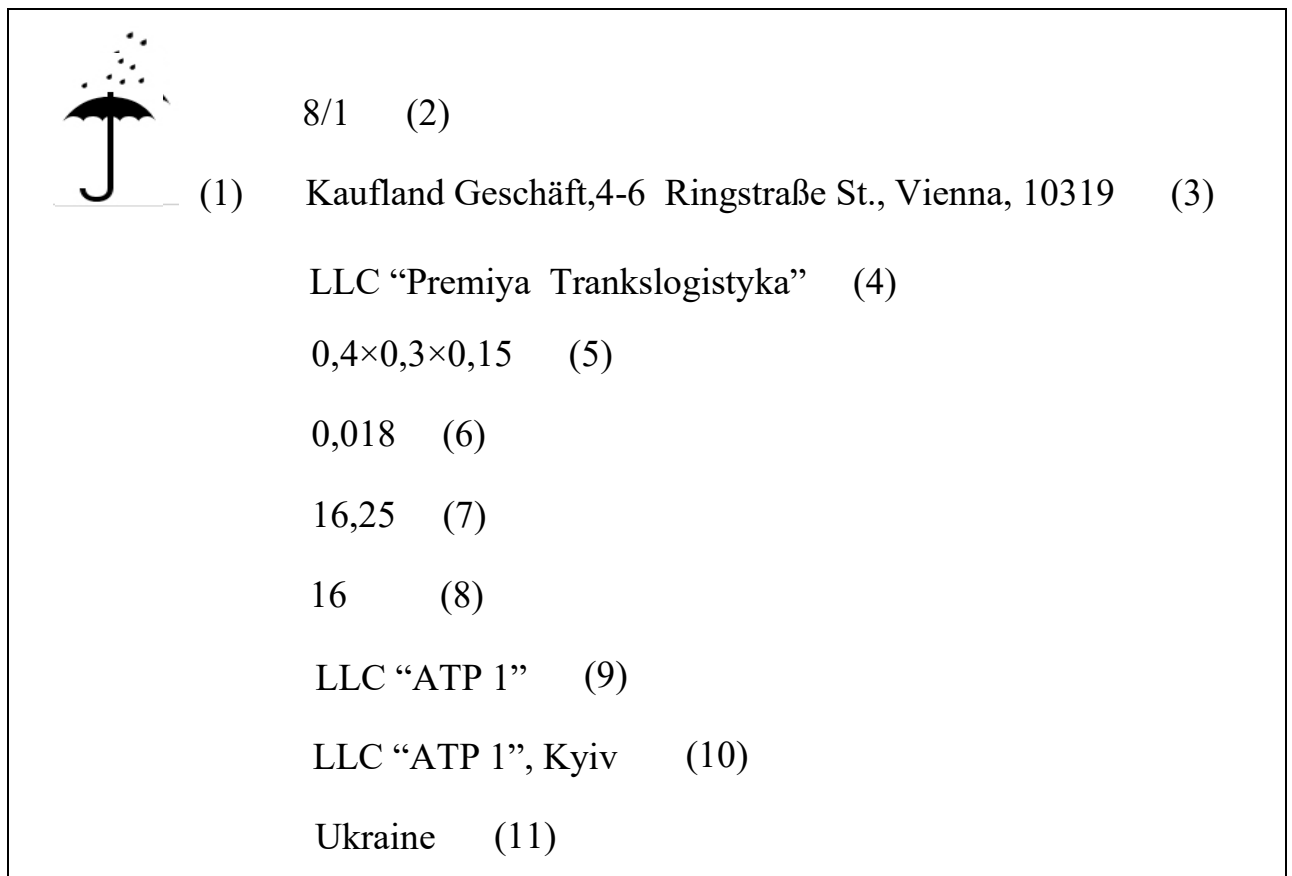 8/1 (2)
(1) Kaufland Geschäft,4-6 Ringstraße St., Vienna, 10319 (3)
LLC “Premiya Trankslogistyka” (4)
0,4×0,3×0,15 (5)
0,018 (6)
16,25 (7)
16 (8)
LLC “ATP 1” (9)
LLC “ATP 1”, Kyiv (10)
Ukraine (11)